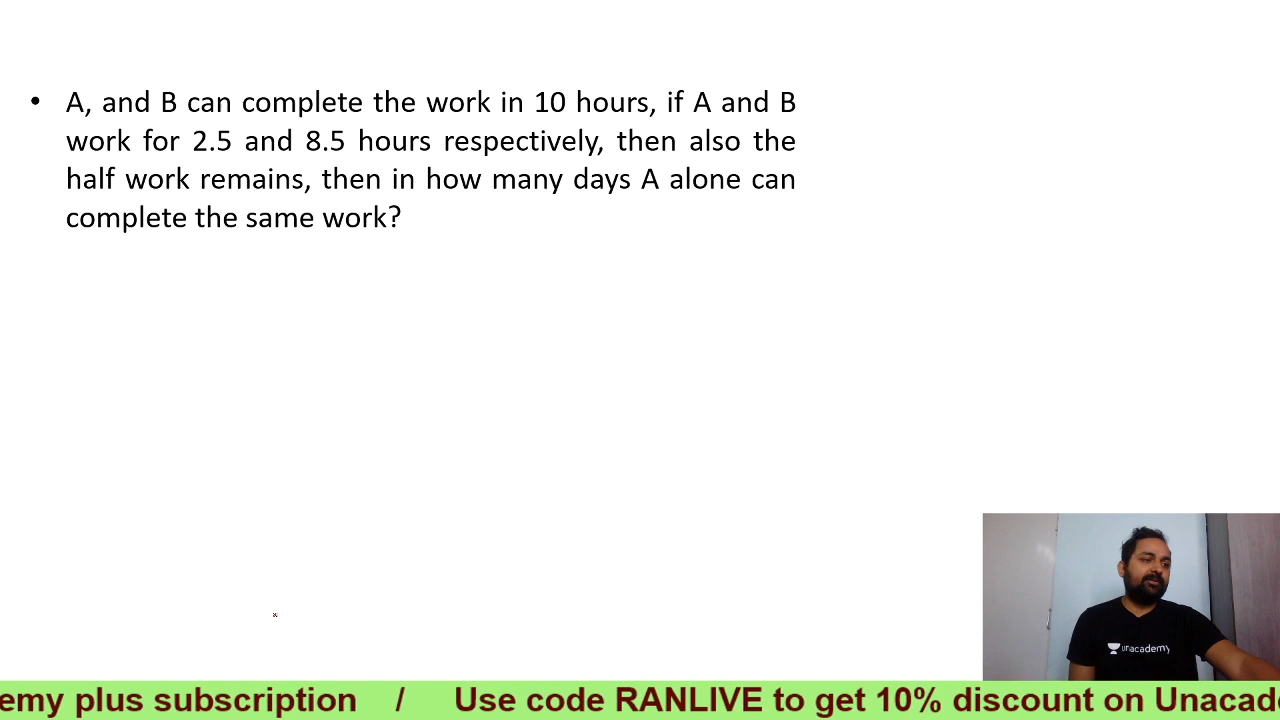 • A, and B can complete the work in 10 hours, if A and B
work for 2.5 and 8.5 hours respectively, then also the
half work remains, then in how many days A alone can
complete the same work?
unacademy
emy plus subscription / Use code RANLIVE to get 10% discount on Unacad